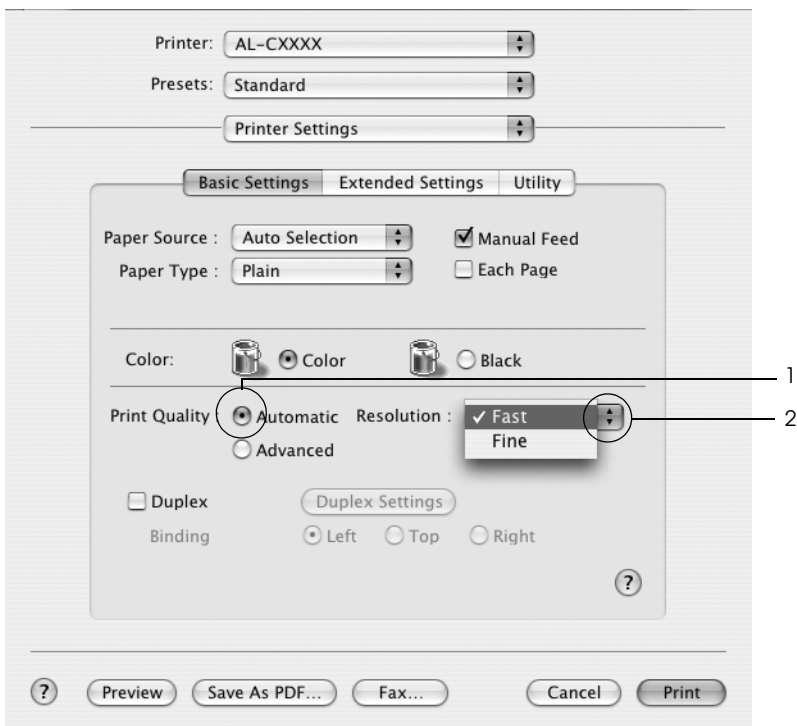 Printer: AL-CXXXX
Presets: Standard
Printer Settings
Basic Settings Extended Settings Utility
Paper Source : Auto Selection Manual Feed
Paper Type : Plain Each Page
Color: Color Black
1
Print Quality : Automatic Resolution : ✓ Fast 2
Advanced Fine
Duplex Duplex Settings
Binding Left Top Right
?
? Preview Save As PDF... Fax... Cancel Print